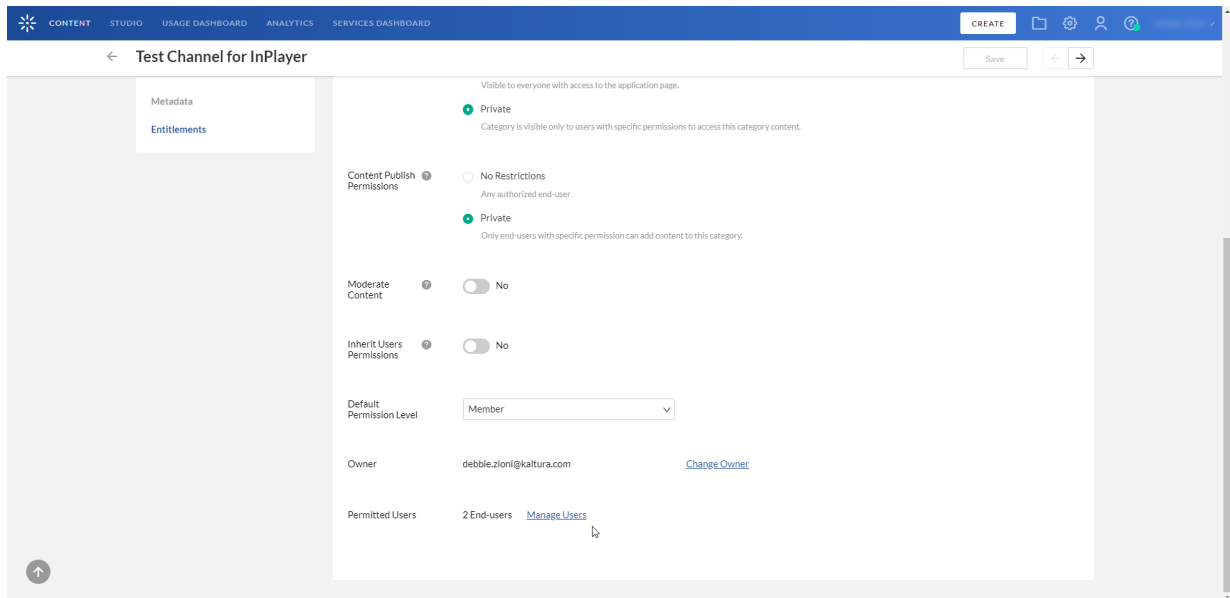 CONTENT STUDIO USAGE DASHBOARD ANALYTICS SERVICES DASHBOARD CREATE
Test Channel for InPlayer Save
Visible to everyone with access to the application page.
Metadata
Private
Entitlements
Category is visible only to users with specific permissions to access this category content.
Content Publish Permissions
No Restrictions
Any authorized end-user
Private
Only end-users with specific permission can add content to this category.
Moderate Content
No
Inherit Users Permissions
No
Default Permission Level
Member
Owner debbie.zioni@kaltura.com Change Owner
Permitted Users 2 End-users Manage Users